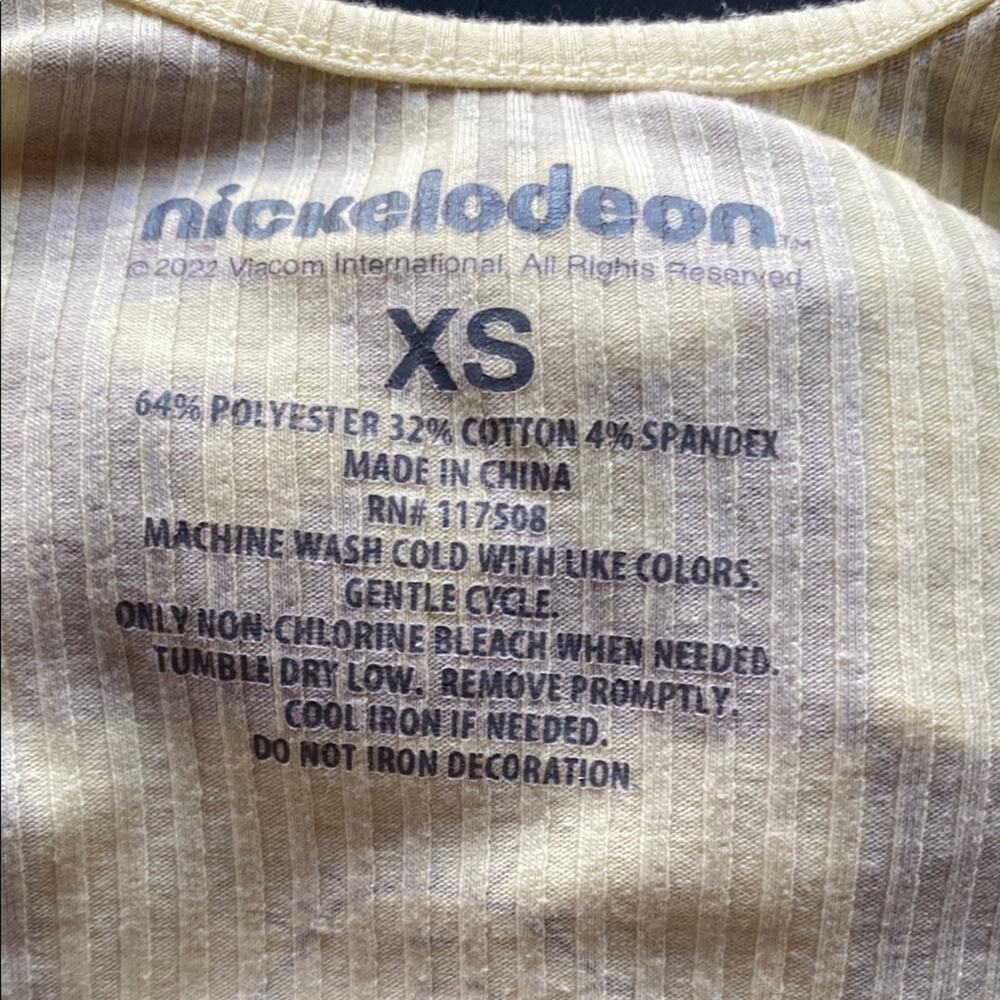 nickelodeon™
© 2022 Viacom International. All Rights Reserved.
XS
64% POLYESTER 32% COTTON 4% SPANDEX
MADE IN CHINA
RN# 117508
MACHINE WASH COLD WITH LIKE COLORS.
GENTLE CYCLE.
ONLY NON-CHLORINE BLEACH WHEN NEEDED.
TUMBLE DRY LOW. REMOVE PROMPTLY.
COOL IRON IF NEEDED.
DO NOT IRON DECORATION